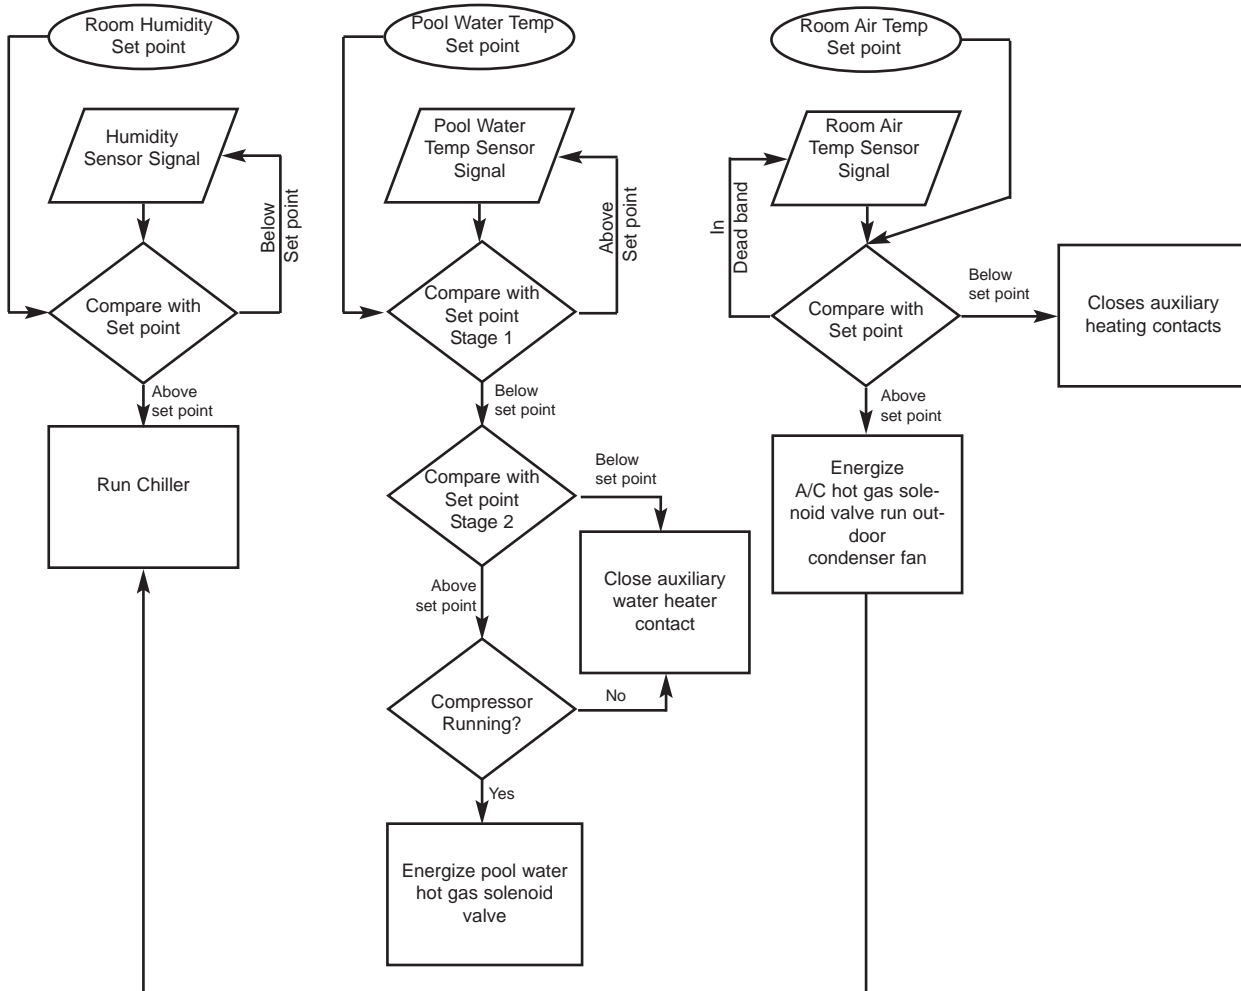 Room Humidity
Set point
Humidity
Sensor Signal
Below
Set point
Compare with
Set point
Above
set point
Run Chiller
Pool Water Temp
Set point
Pool Water
Temp Sensor
Signal
Above
Set point
Compare with
Set point
Stage 1
Below
set point
Compare with
Set point
Stage 2
Below
set point
Close auxiliary
water heater
contact
Above
set point
Compressor
Running?
No
Yes
Energize pool water
hot gas solenoid
valve
Room Air Temp
Set point
Room Air
Temp Sensor
Signal
In
Dead band
Compare with
Set point
Below
set point
Closes auxiliary
heating contacts
Above
set point
Energize
A/C hot gas sole-
noid valve run out-
door
condenser fan